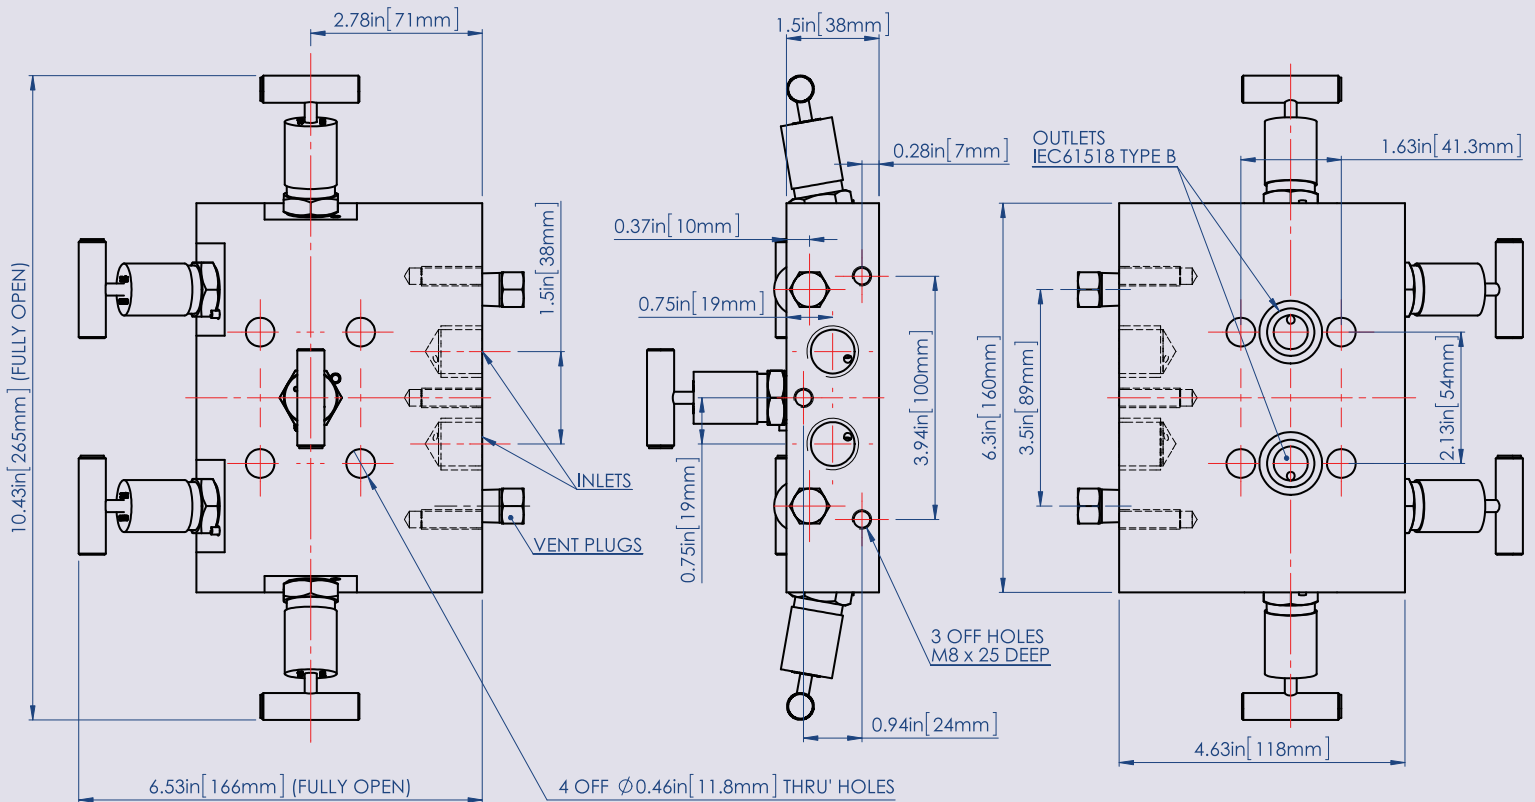 2.78in[71mm]
10.43in[265mm] (FULLY OPEN)
1.5in[38mm]
INLETS
VENT PLUGS
6.53in[166mm] (FULLY OPEN)
4 OFF Ø0.46in[11.8mm] THRU' HOLES
1.5in[38mm]
0.28in[7mm]
0.37in[10mm]
0.75in[19mm]
0.75in[19mm]
3.94in[100mm]
3 OFF HOLES
M8 x 25 DEEP
0.94in[24mm]
OUTLETS
IEC61518 TYPE B
1.63in[41.3mm]
6.3in[160mm]
3.5in[89mm]
2.13in[54mm]
4.63in[118mm]